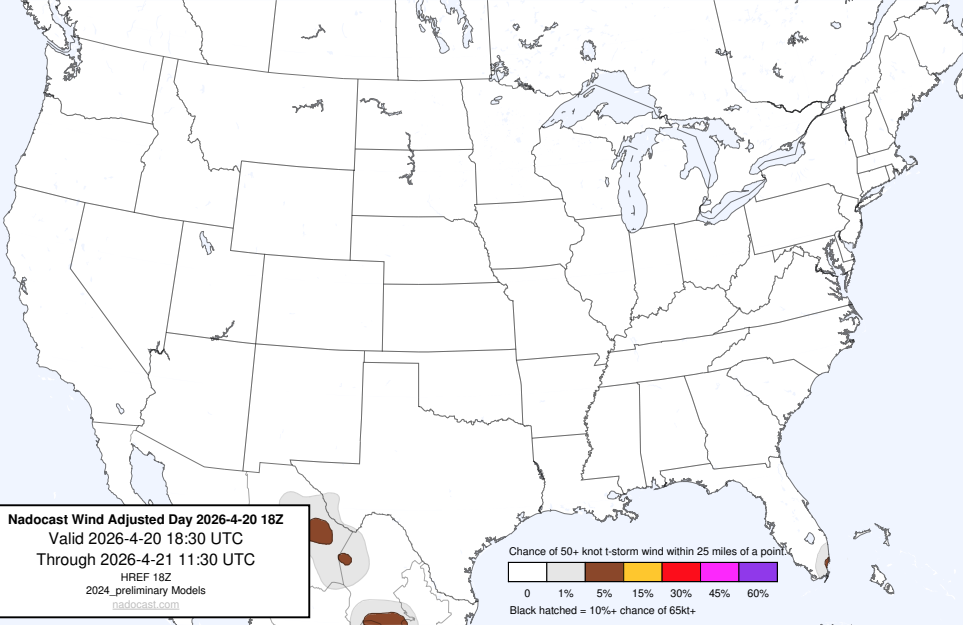 Nadocast Wind Adjusted Day 2026-4-20 18Z
Valid 2026-4-20 18:30 UTC
Through 2026-4-21 11:30 UTC
HREF 18Z
2024_preliminary Models
nadocast.com
Chance of 50+ knot t-storm wind within 25 miles of a point.
0 1% 5% 15% 30% 45% 60%
Black hatched = 10%+ chance of 65kt+